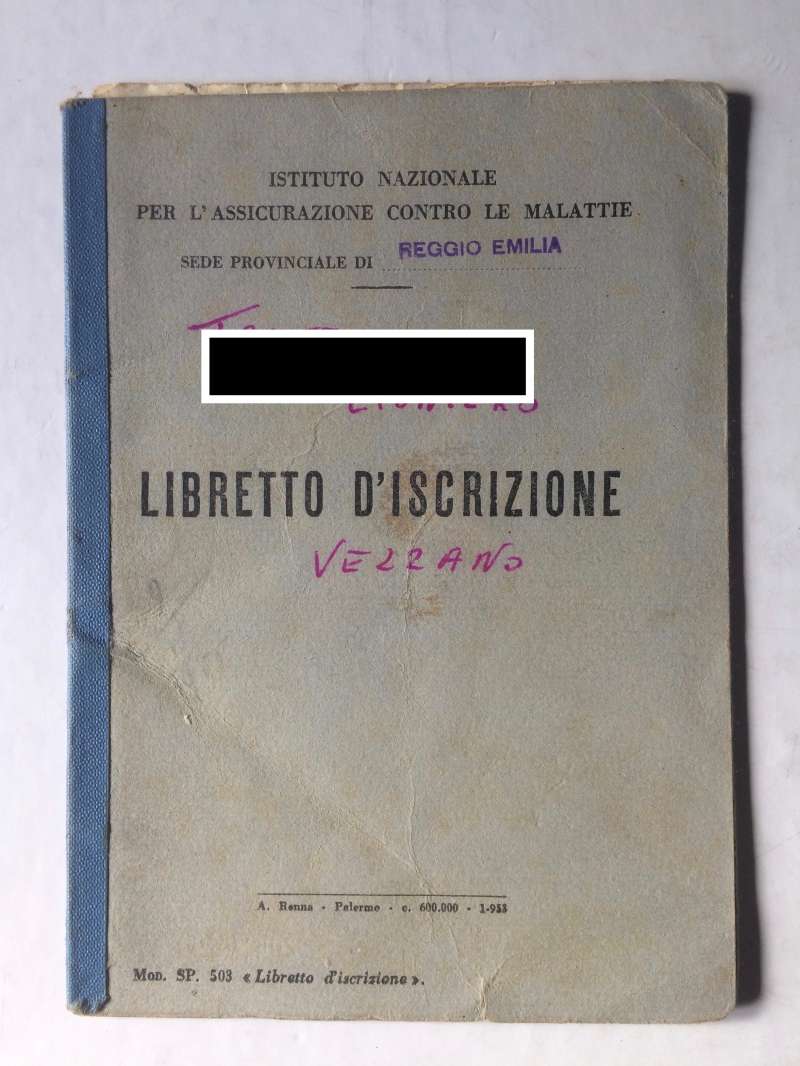 ISTITUTO NAZIONALE
PER L'ASSICURAZIONE CONTRO LE MALATTIE
SEDE PROVINCIALE DI REGGIO EMILIA
LIBRETTO D'ISCRIZIONE
VEZZANO
A. Renna - Palermo - c. 600.000 - 1-953
MOD. SP. 503 « Libretto d'iscrizione ».